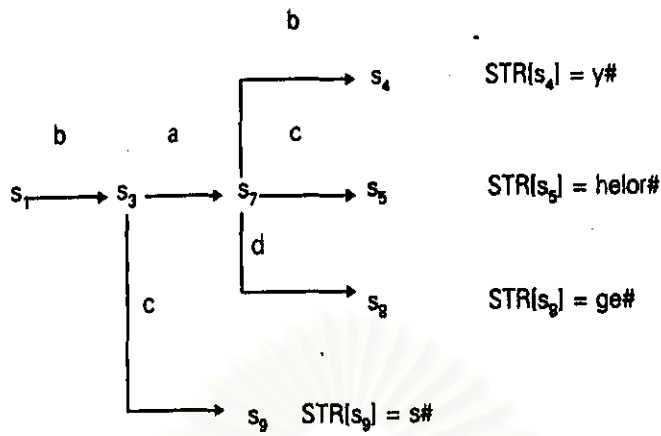 b
s₄ STR[s₄] = y#
b a c
s₁ s₃ s₇ s₅ STR[s₅] = helor#
d
c s₈ STR[s₈] = ge#
s₉ STR[s₉] = s#